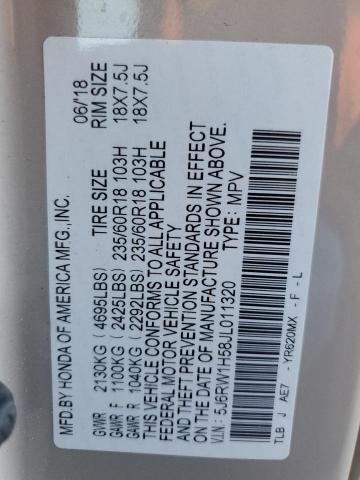 MFD. BY HONDA OF AMERICA MFG., INC. 06/'18
TIRE SIZE RIM SIZE
GVWR 2130KG ( 4695LBS)
GAWR F 1100KG ( 2425LBS) 235/60R18 103H 18X7.5J
GAWR R 1040KG ( 2292LBS) 235/60R18 103H 18X7.5J
THIS VEHICLE CONFORMS TO ALL APPLICABLE
FEDERAL MOTOR VEHICLE SAFETY
AND THEFT PREVENTION STANDARDS IN EFFECT
ON THE DATE OF MANUFACTURE SHOWN ABOVE.
V.I.N.: 5J6RW1H58JL011320 TYPE: MPV
TLB J AE7 - YR620MX - F - L